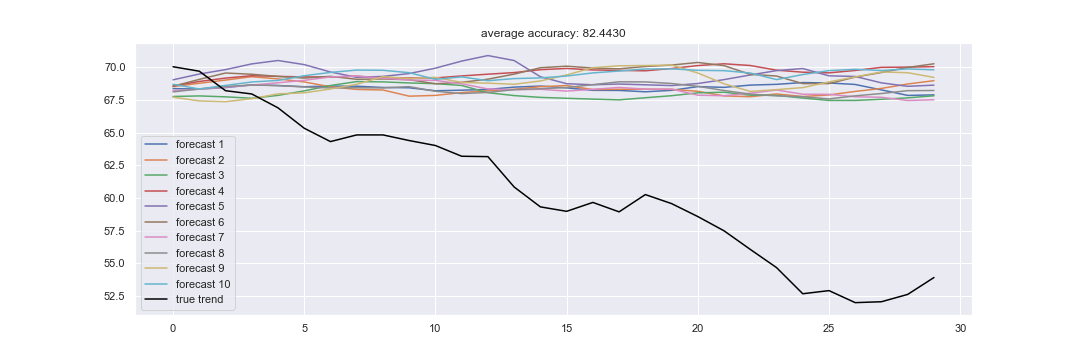 average accuracy: 82.4430
70.0
67.5
65.0
62.5
60.0
57.5
55.0
52.5
forecast 1
forecast 2
forecast 3
forecast 4
forecast 5
forecast 6
forecast 7
forecast 8
forecast 9
forecast 10
true trend
0 5 10 15 20 25 30